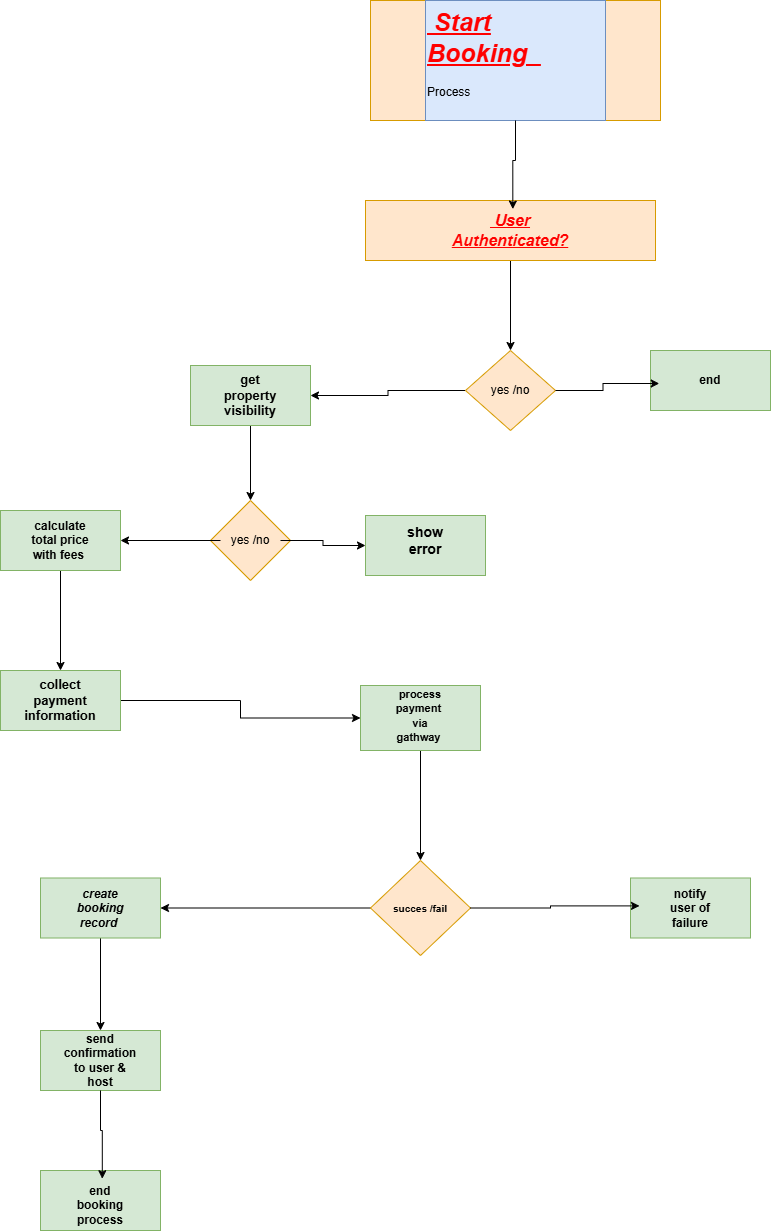 Start
Booking
Process
User
Authenticated?
yes /no
end
get
property
visibility
yes /no
calculate
total price
with fees
show
error
collect
payment
information
process
payment
via
gathway
succes /fail
create
booking
record
notify
user of
failure
send
confirmation
to user &
host
end
booking
process